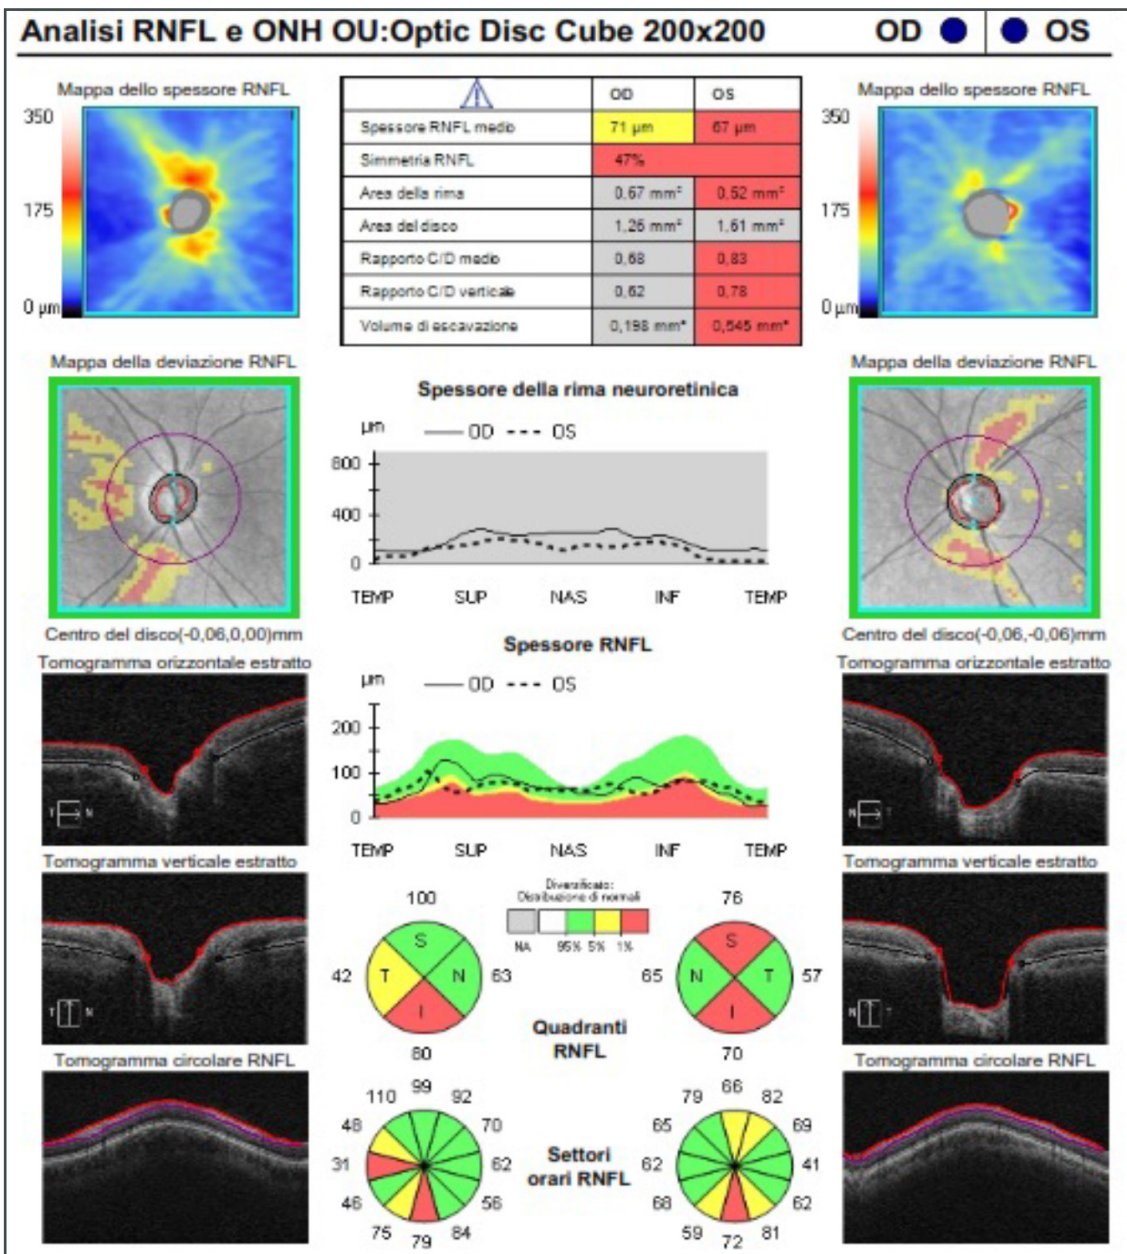 Analisi RNFL e ONH OU:Optic Disc Cube 200x200 OD OS
Mappa dello spessore RNFL
350
175
0 µm
OD OS
Spessore RNFL medio 71 µm 67 µm
Simmetria RNFL 47%
Area della rima 0,67 mm² 0,52 mm²
Area del disco 1,26 mm² 1,61 mm²
Rapporto C/D medio 0,68 0,83
Rapporto C/D verticale 0,62 0,78
Volume di escavazione 0,198 mm³ 0,545 mm³
Mappa dello spessore RNFL
350
175
0 µm
Mappa della deviazione RNFL
Centro del disco(-0,06,0,00)mm
Spessore della rima neuroretinica
µm OD OS
800
400
0
TEMP SUP NAS INF TEMP
Mappa della deviazione RNFL
Centro del disco(-0,06,-0,06)mm
Tomogramma orizzontale estratto
T N
Spessore RNFL
µm OD OS
200
100
0
TEMP SUP NAS INF TEMP
Tomogramma orizzontale estratto
N T
Tomogramma verticale estratto
T N
Diversificato:
Distribuzione di normali
NA 95% 5% 1%
100
S
42 T N 63
I
80
Quadranti
RNFL
76
S
65 N T 57
I
70
Tomogramma verticale estratto
N T
Tomogramma circolare RNFL
99
110 92
48 70
31 62
46 56
75 84
79
Settori
orari RNFL
66
79 82
65 69
62 41
68 62
59 81
72
Tomogramma circolare RNFL